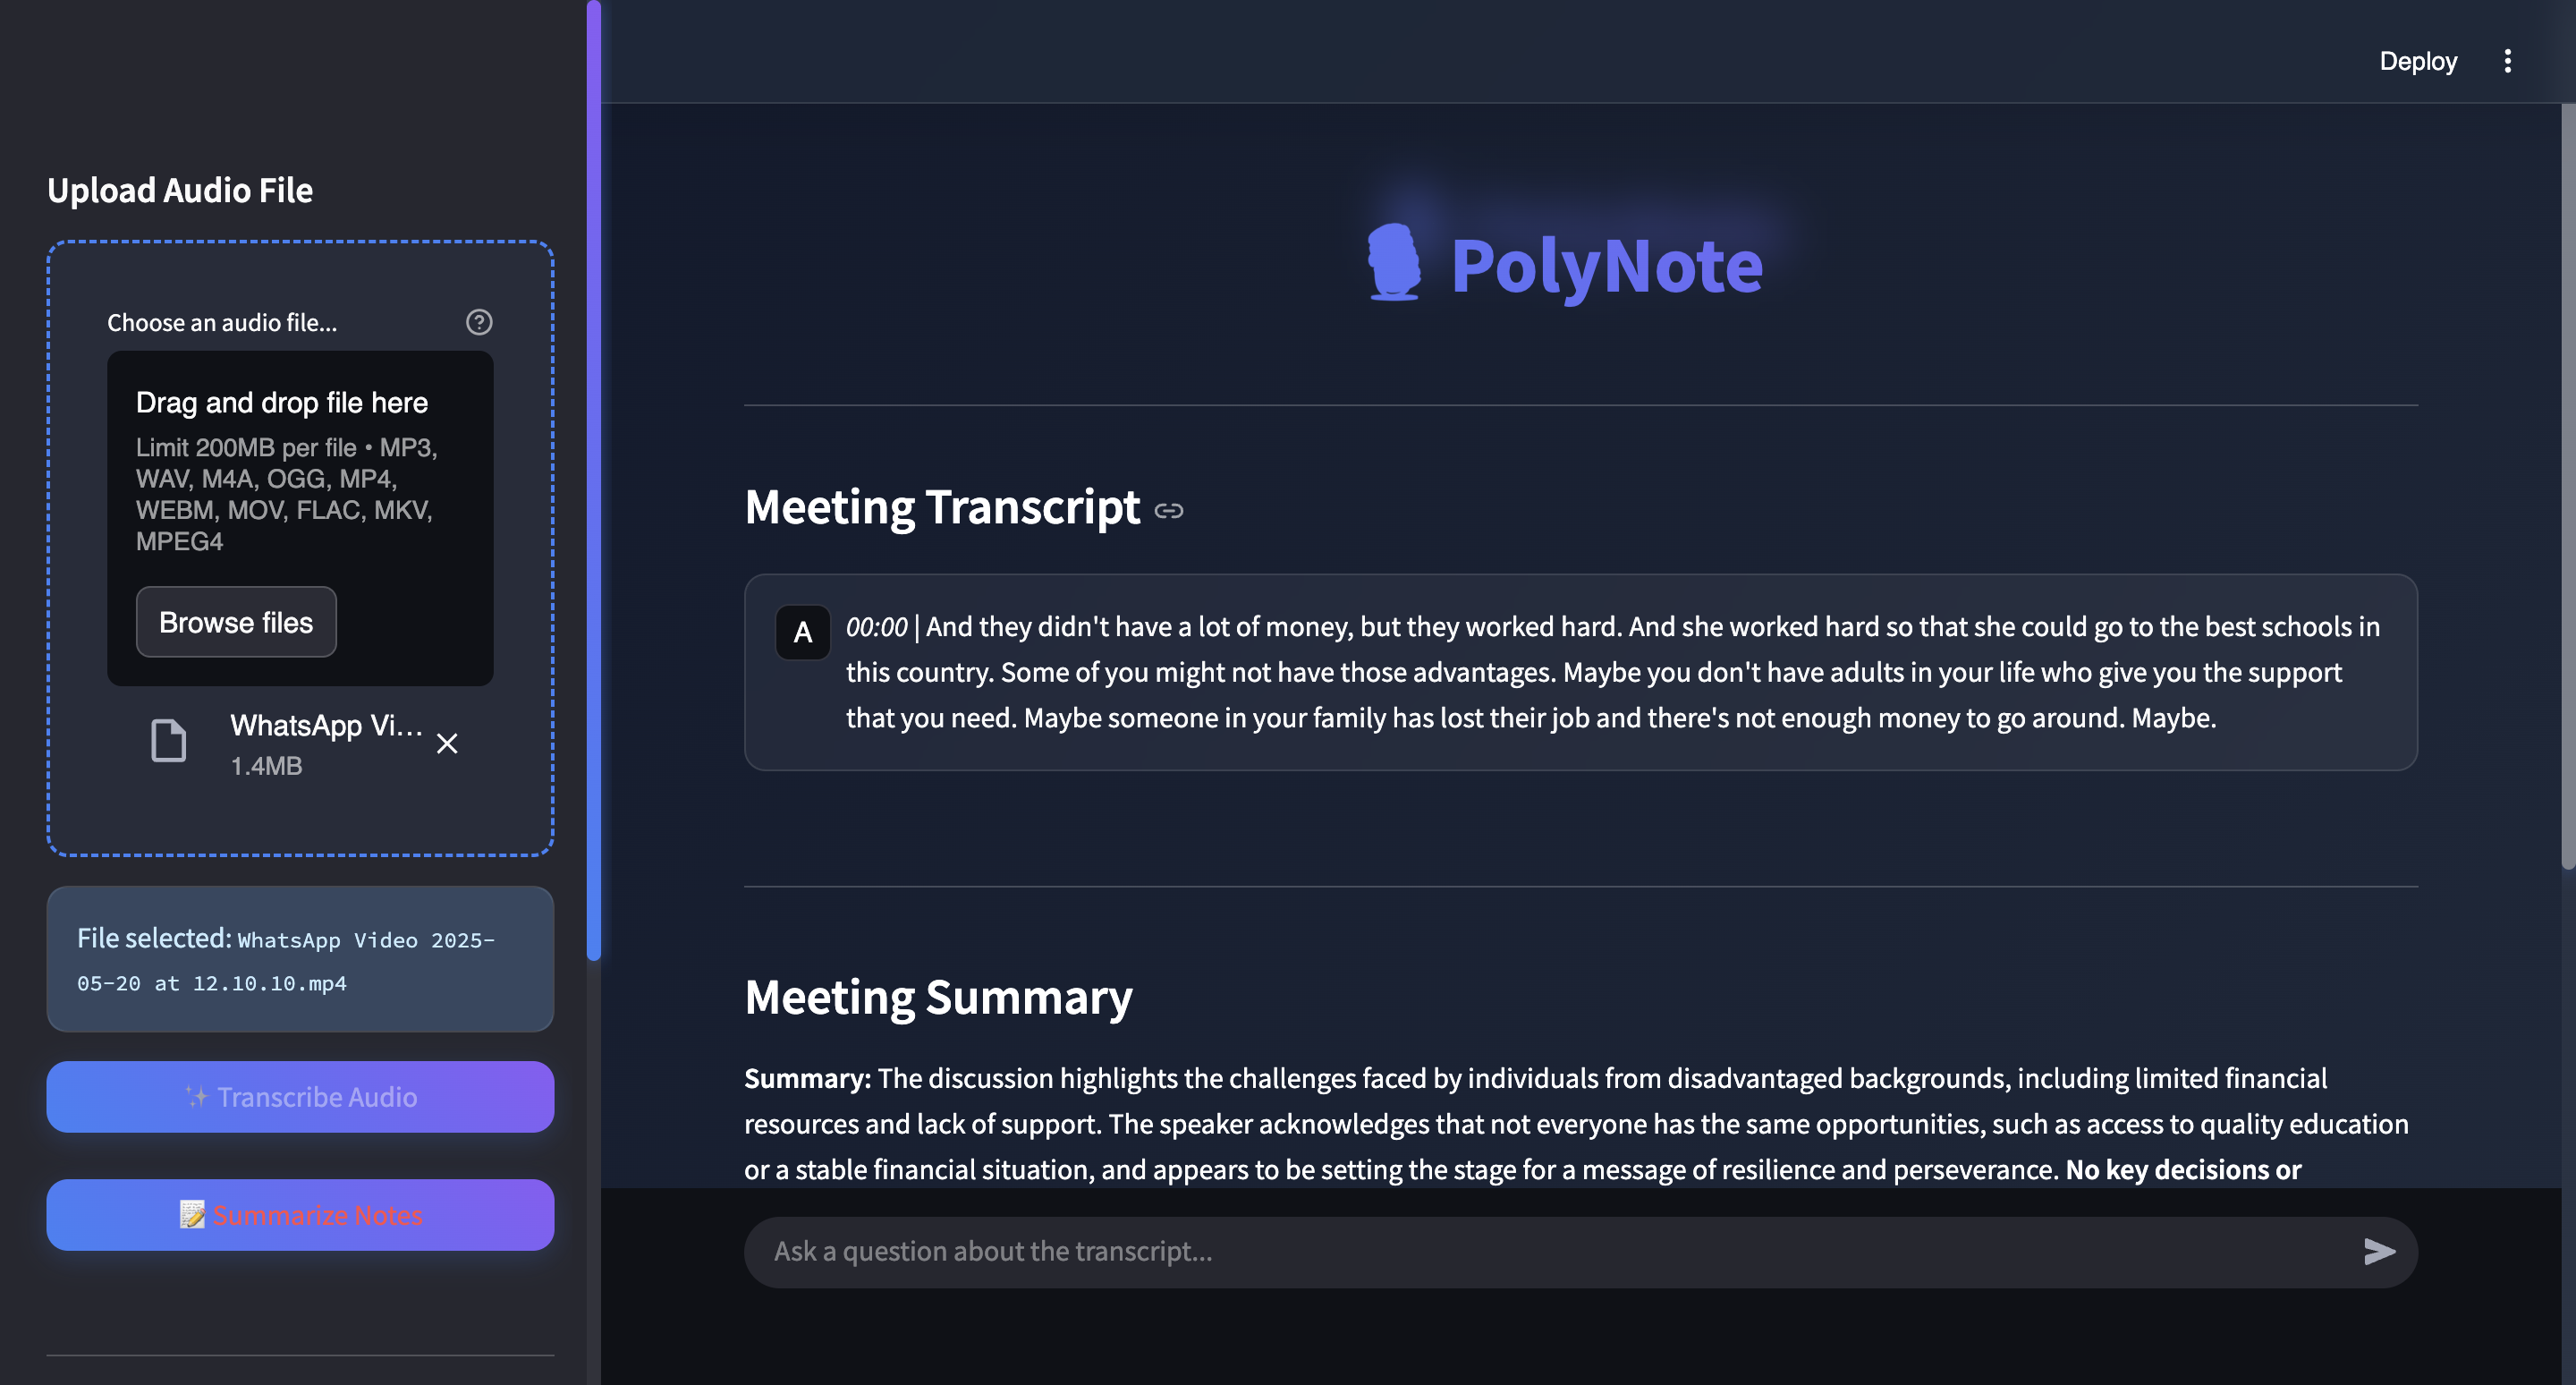 Deploy
Upload Audio File
Choose an audio file...
Drag and drop file here
Limit 200MB per file • MP3,
WAV, M4A, OGG, MP4,
WEBM, MOV, FLAC, MKV,
MPEG4
Browse files
WhatsApp Vi...
1.4MB
File selected: WhatsApp Video 2025-
05-20 at 12.10.10.mp4
✨ Transcribe Audio
📝 Summarize Notes
PolyNote
Meeting Transcript
A
00:00 | And they didn't have a lot of money, but they worked hard. And she worked hard so that she could go to the best schools in
this country. Some of you might not have those advantages. Maybe you don't have adults in your life who give you the support
that you need. Maybe someone in your family has lost their job and there's not enough money to go around. Maybe.
Meeting Summary
Summary: The discussion highlights the challenges faced by individuals from disadvantaged backgrounds, including limited financial
resources and lack of support. The speaker acknowledges that not everyone has the same opportunities, such as access to quality education
or a stable financial situation, and appears to be setting the stage for a message of resilience and perseverance. No key decisions or
Ask a question about the transcript...